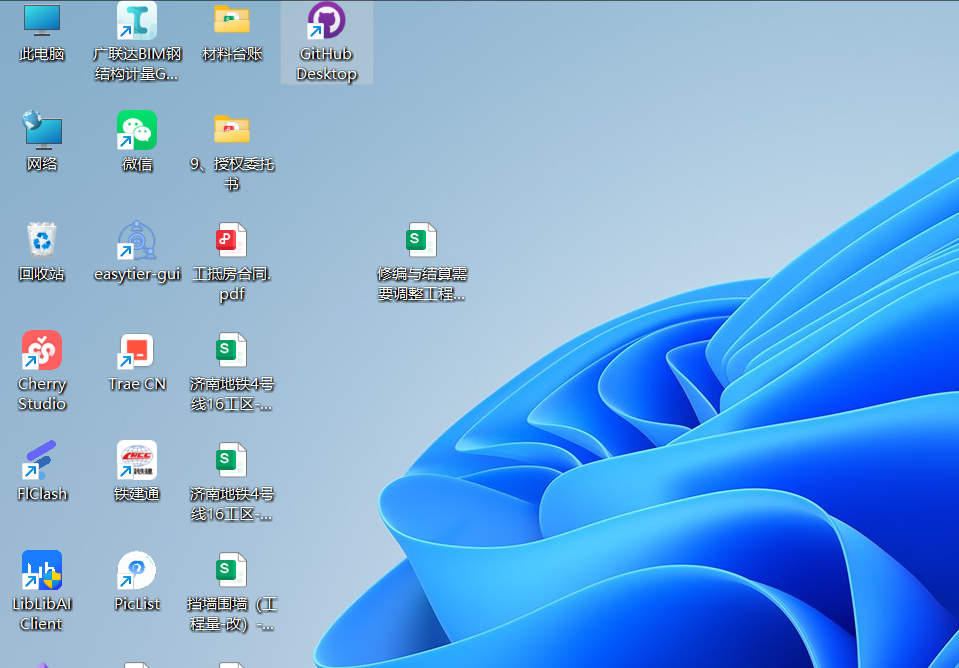 此电脑
广联达BIM钢
结构计量G...
材料台账
GitHub
Desktop
网络
微信
9、授权委托
书
回收站
easytier-gui
工抵房合同.
pdf
修编与结算需
要调整工程...
Cherry
Studio
Trae CN
济南地铁4号
线16工区-...
FlClash
铁建通
济南地铁4号
线16工区-...
LibLibAI
Client
PicList
挡墙围墙（工
程量-改）-...